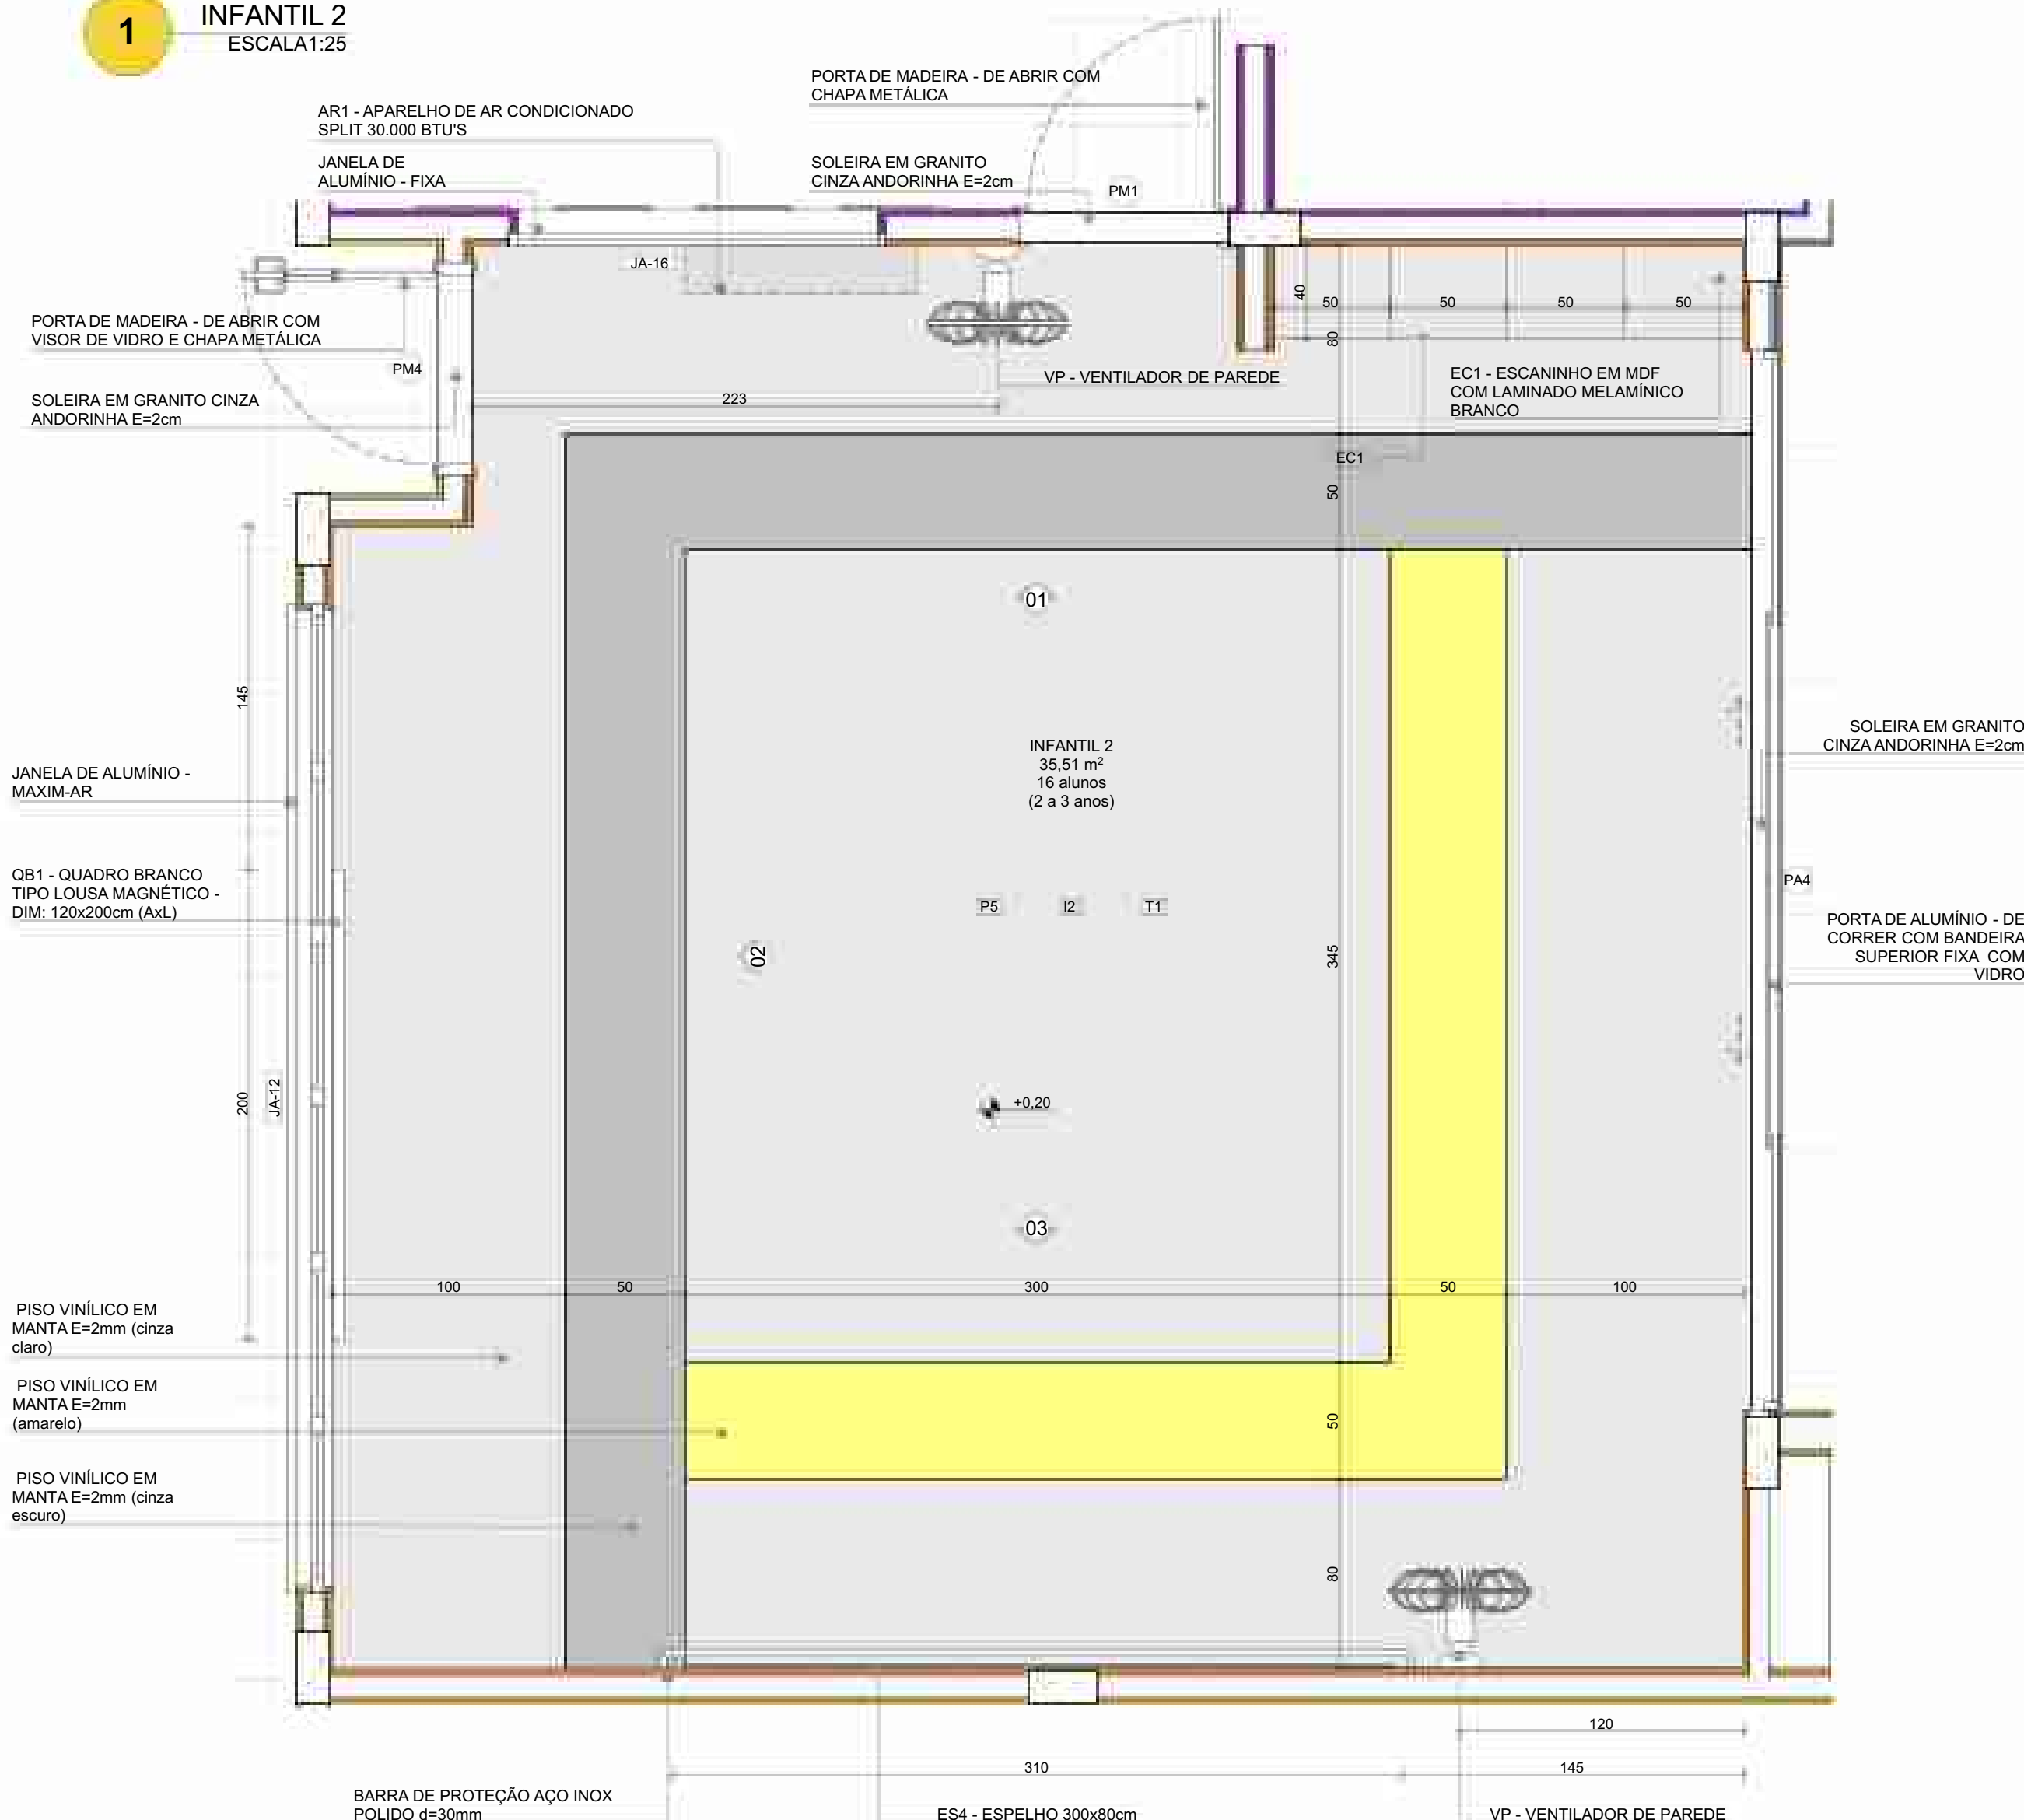 1
INFANTIL 2
ESCALA1:25
PORTA DE MADEIRA - DE ABRIR COM
CHAPA METÁLICA
AR1 - APARELHO DE AR CONDICIONADO
SPLIT 30.000 BTU'S
JANELA DE
ALUMÍNIO - FIXA
SOLEIRA EM GRANITO
CINZA ANDORINHA E=2cm
PM1
JA-16
PORTA DE MADEIRA - DE ABRIR COM
VISOR DE VIDRO E CHAPA METÁLICA
PM4
SOLEIRA EM GRANITO CINZA
ANDORINHA E=2cm
40
50
50
50
50
80
VP - VENTILADOR DE PAREDE
223
EC1 - ESCANINHO EM MDF
COM LAMINADO MELAMÍNICO
BRANCO
EC1
50
01
145
INFANTIL 2
35,51 m²
16 alunos
(2 a 3 anos)
SOLEIRA EM GRANITO
CINZA ANDORINHA E=2cm
JANELA DE ALUMÍNIO -
MAXIM-AR
QB1 - QUADRO BRANCO
TIPO LOUSA MAGNÉTICO -
DIM: 120x200cm (AxL)
P5
I2
T1
PA4
PORTA DE ALUMÍNIO - DE
CORRER COM BANDEIRA
SUPERIOR FIXA COM
VIDRO
02
345
200
JA-12
+0,20
03
100
50
300
50
100
PISO VINÍLICO EM
MANTA E=2mm (cinza
claro)
PISO VINÍLICO EM
MANTA E=2mm
(amarelo)
50
PISO VINÍLICO EM
MANTA E=2mm (cinza
escuro)
80
120
310
145
BARRA DE PROTEÇÃO AÇO INOX
POLIDO d=30mm
ES4 - ESPELHO 300x80cm
VP - VENTILADOR DE PAREDE